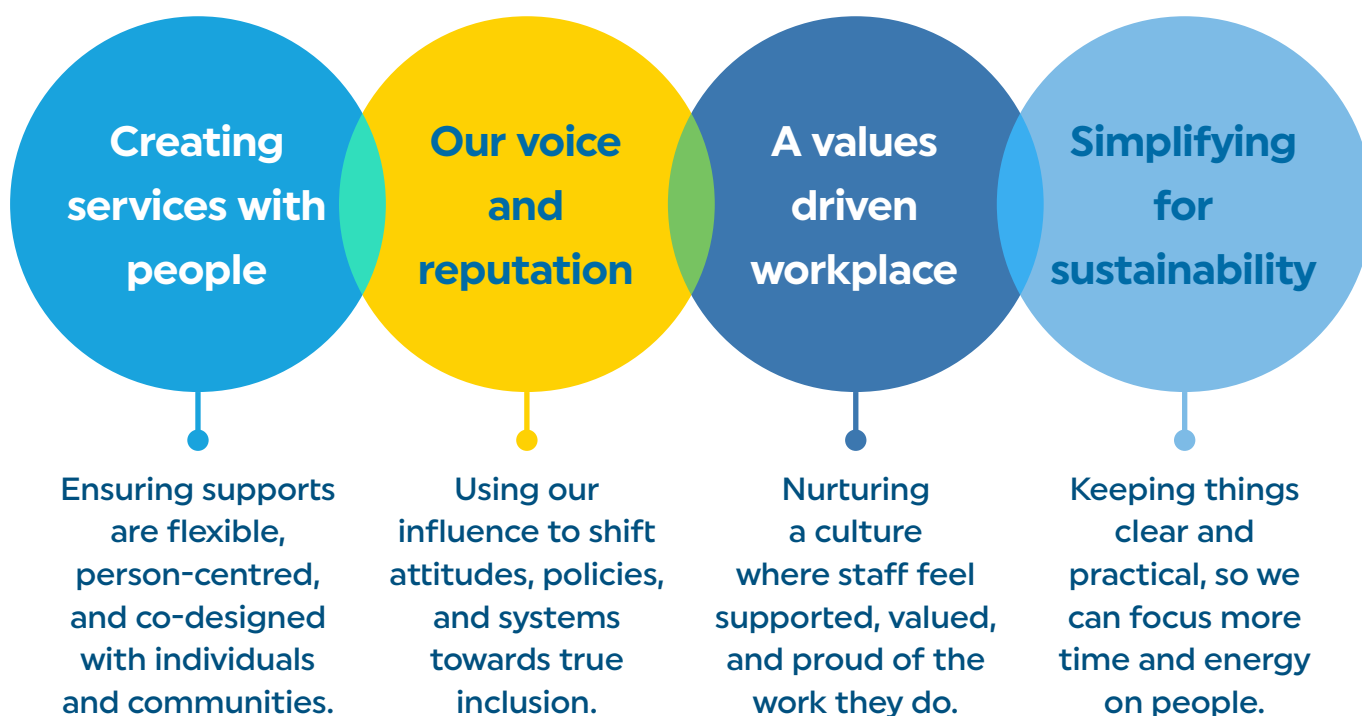 Creating
services with
people
Our voice
and
reputation
A values
driven
workplace
Simplifying
for
sustainability
Ensuring supports
are flexible,
person-centred,
and co-designed
with individuals
and communities.
Using our
influence to shift
attitudes, policies,
and systems
towards true
inclusion.
Nurturing
a culture
where staff feel
supported, valued,
and proud of the
work they do.
Keeping things
clear and
practical, so we
can focus more
time and energy
on people.